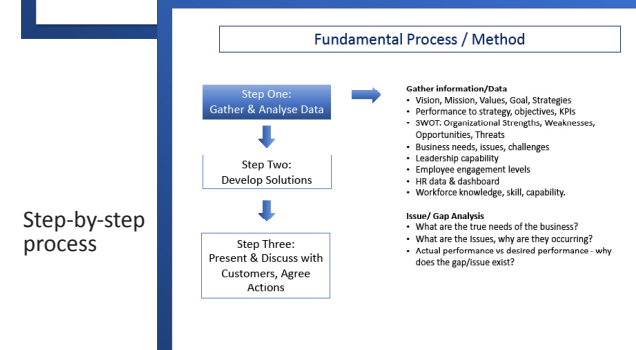 Fundamental Process / Method
Step-by-step
process
Step One:
Gather & Analyse Data
Step Two:
Develop Solutions
Step Three:
Present & Discuss with
Customers, Agree
Actions
Gather information/Data
• Vision, Mission, Values, Goal, Strategies
• Performance to strategy, objectives, KPIs
• SWOT: Organizational Strengths, Weaknesses,
Opportunities, Threats
• Business needs, issues, challenges
• Leadership capability
• Employee engagement levels
• HR data & dashboard
• Workforce knowledge, skill, capability.
Issue/ Gap Analysis
• What are the true needs of the business?
• What are the Issues, why are they occurring?
• Actual performance vs desired performance - why
does the gap/issue exist?